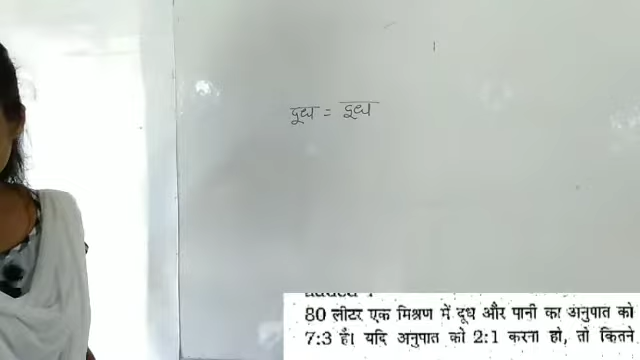 दूध = दूध
80 लीटर एक मिश्रण में दूध और पानी का अनुपात को
7:3 है। यदि अनुपात को 2:1 करना हो, तो कितने